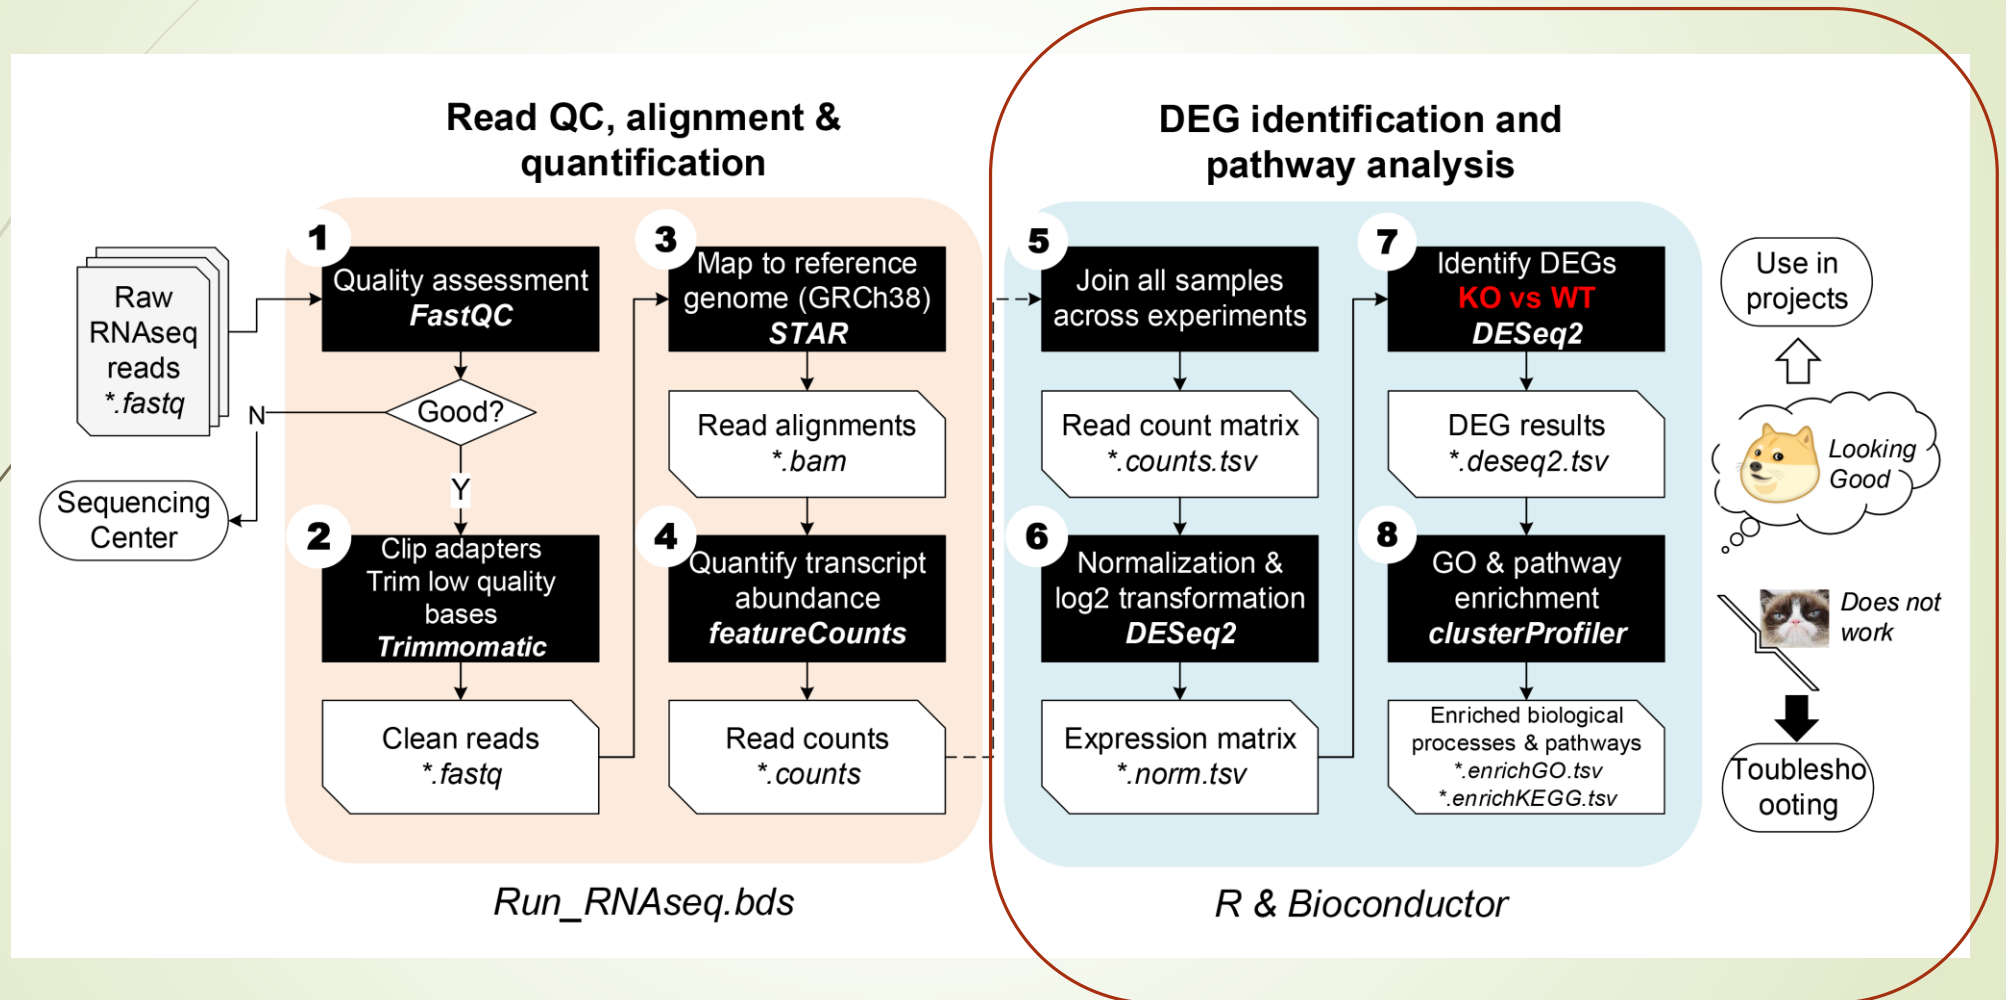 Read QC, alignment &
quantification
DEG identification and
pathway analysis
Raw
RNAseq
reads
*.fastq
1
Quality assessment
FastQC
Good?
N
Y
Sequencing
Center
2
Clip adapters
Trim low quality
bases
Trimmomatic
Clean reads
*.fastq
3
Map to reference
genome (GRCh38)
STAR
Read alignments
*.bam
4
Quantify transcript
abundance
featureCounts
Read counts
*.counts
5
Join all samples
across experiments
Read count matrix
*.counts.tsv
6
Normalization &
log2 transformation
DESeq2
Expression matrix
*.norm.tsv
7
Identify DEGs
KO vs WT
DESeq2
DEG results
*.deseq2.tsv
8
GO & pathway
enrichment
clusterProfiler
Enriched biological
processes & pathways
*.enrichGO.tsv
*.enrichKEGG.tsv
Use in
projects
Looking
Good
Does not
work
Toublesho
oting
Run_RNAseq.bds
R & Bioconductor